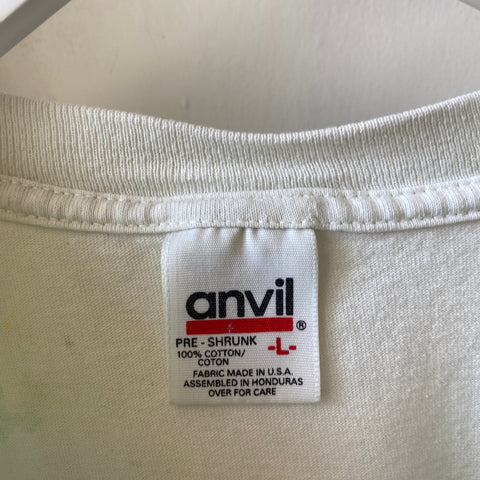 anvil
®
PRE - SHRUNK
100% COTTON/
COTON
-L-
FABRIC MADE IN U.S.A.
ASSEMBLED IN HONDURAS
OVER FOR CARE